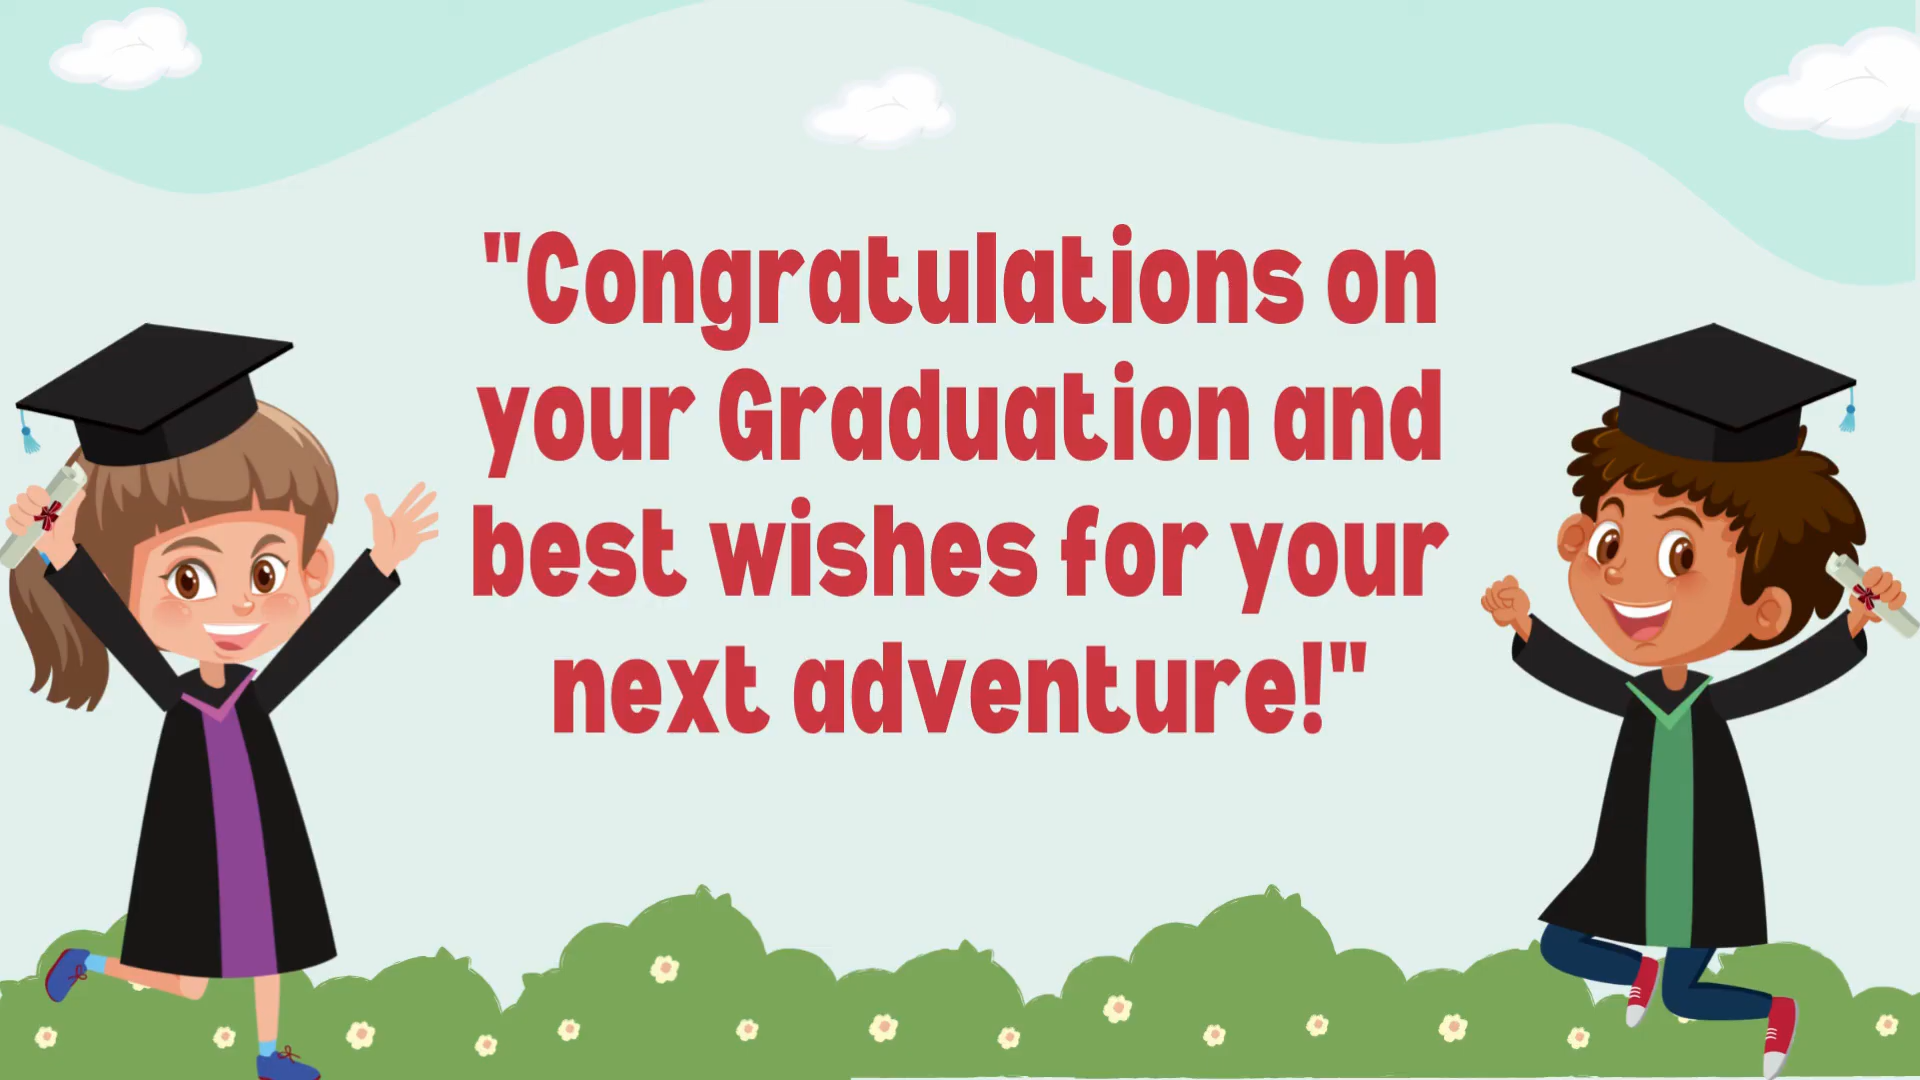 "Congratulations on
your Graduation and
best wishes for your
next adventure!"